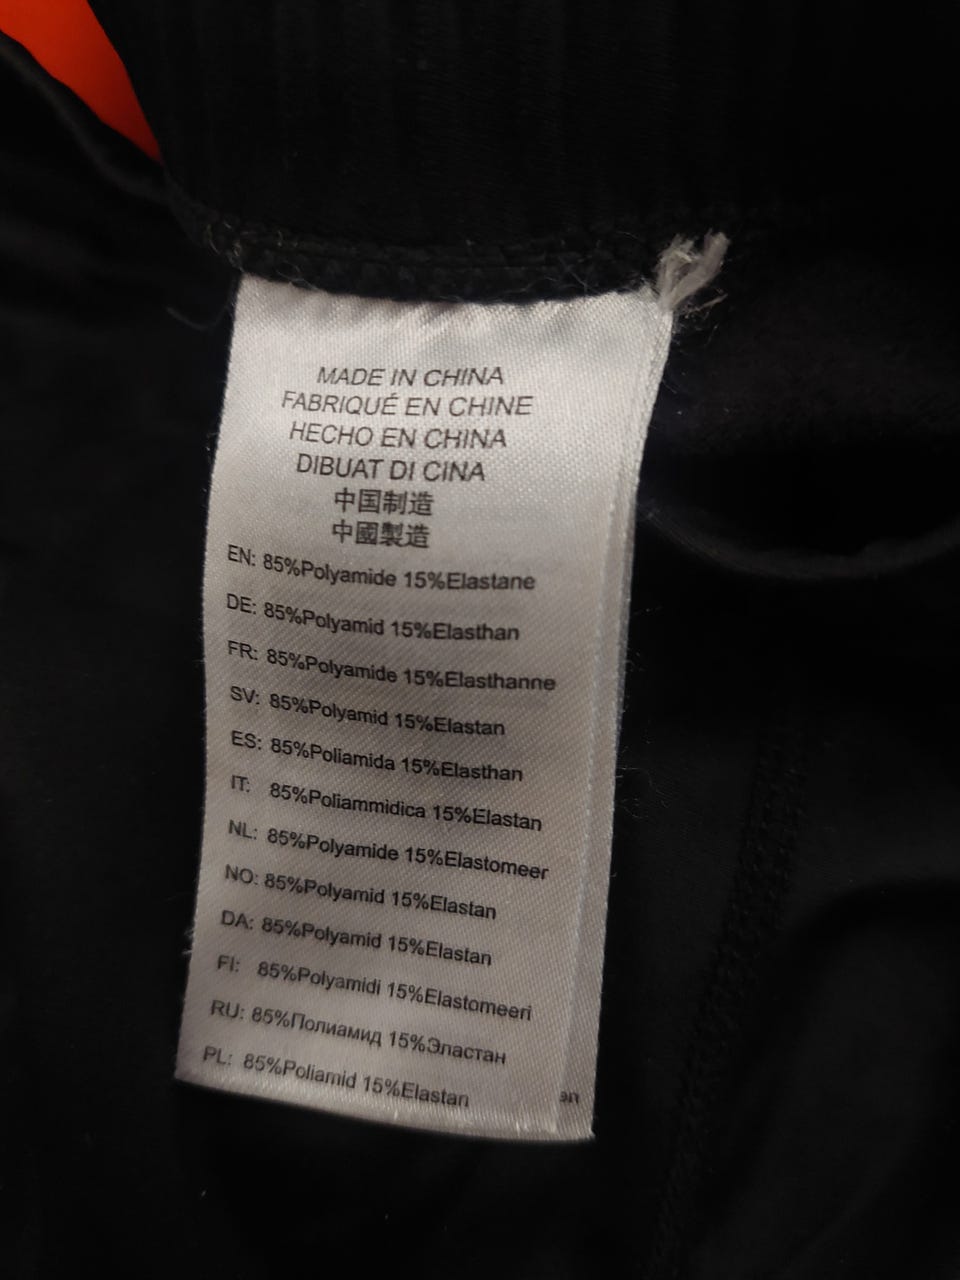 MADE IN CHINA
FABRIQUÉ EN CHINE
HECHO EN CHINA
DIBUAT DI CINA
中国制造
中國製造
EN: 85%Polyamide 15%Elastane
DE: 85%Polyamid 15%Elasthan
FR: 85%Polyamide 15%Elasthanne
SV: 85%Polyamid 15%Elastan
ES: 85%Poliamida 15%Elasthan
IT: 85%Poliammidica 15%Elastan
NL: 85%Polyamide 15%Elastomeer
NO: 85%Polyamid 15%Elastan
DA: 85%Polyamid 15%Elastan
FI: 85%Polyamidi 15%Elastomeeri
RU: 85%Полиамид 15%Эластан
PL: 85%Poliamid 15%Elastan
an